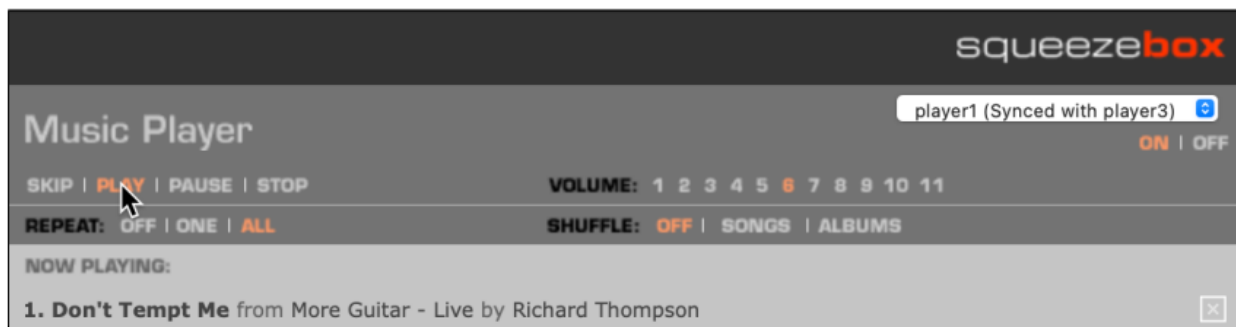 squeezebox
player1 (Synced with player3)
Music Player
ON | OFF
SKIP | PLAY | PAUSE | STOP
VOLUME: 1 2 3 4 5 6 7 8 9 10 11
REPEAT: OFF | ONE | ALL
SHUFFLE: OFF | SONGS | ALBUMS
NOW PLAYING:
1. Don't Tempt Me from More Guitar - Live by Richard Thompson